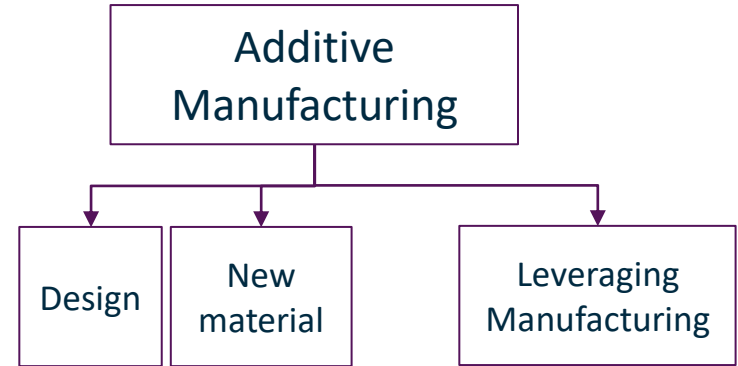 Additive
Manufacturing
Design
New
material
Leveraging
Manufacturing